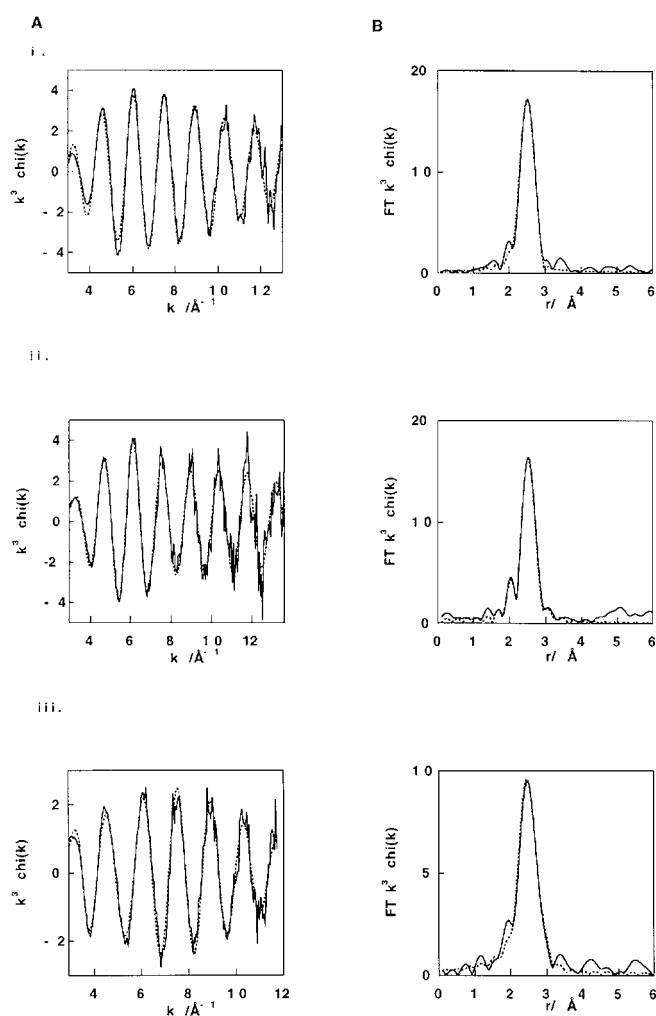 A
B
i.
4
2
0
- 2
- 4
k³ chi(k)
4 6 8 10 12
k /Å⁻¹
20
10
0
FT k³ chi(k)
0 1 2 3 4 5 6
r/ Å
ii.
4
2
0
- 2
- 4
k³ chi(k)
4 6 8 10 12
k /Å⁻¹
20
10
0
FT k³ chi(k)
0 1 2 3 4 5 6
r/ Å
iii.
2
0
- 2
k³ chi(k)
4 6 8 10 12
k /Å⁻¹
10
5
0
FT k³ chi(k)
0 1 2 3 4 5 6
r/ Å